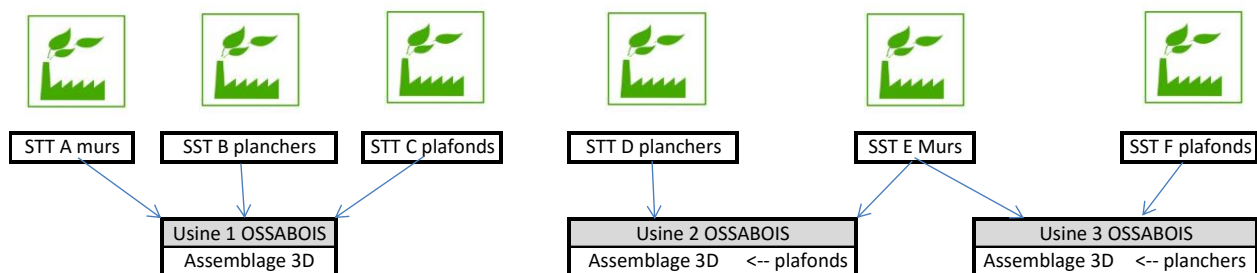 STT A murs
SST B planchers
STT C plafonds
STT D planchers
SST E Murs
SST F plafonds
Usine 1 OSSABOIS
Usine 2 OSSABOIS
Usine 3 OSSABOIS
Assemblage 3D
Assemblage 3D <-- plafonds
Assemblage 3D <-- planchers